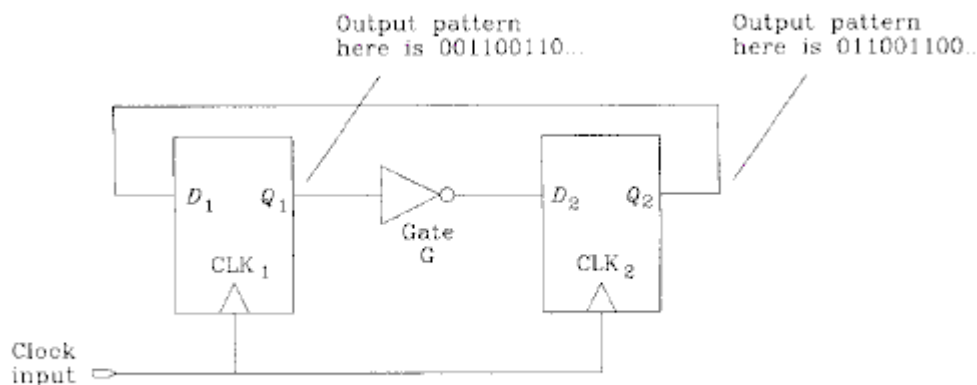 Output pattern
here is 001100110...
Output pattern
here is 011001100...
D1
Q1
Gate
G
D2
Q2
CLK1
CLK2
Clock
input